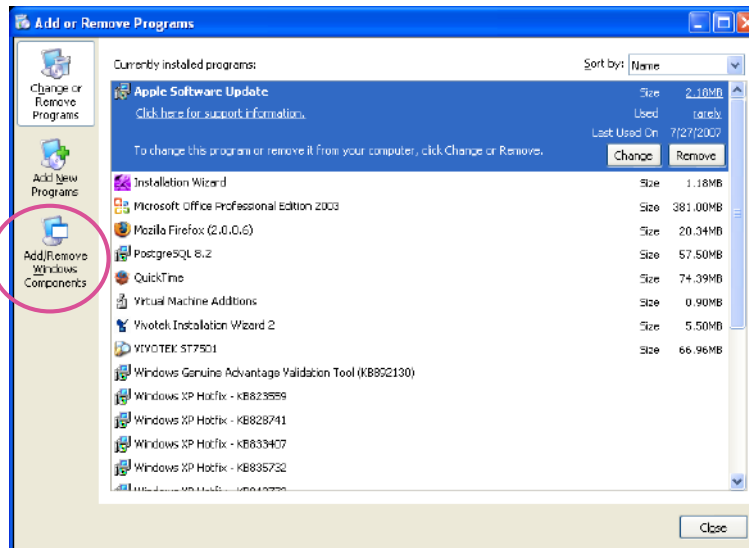 Add or Remove Programs
Change or
Remove
Programs
Add New
Programs
Add/Remove
Windows
Components
Currently installed programs:
Sort by: Name
Apple Software Update Size 2.18MB
Click here for support information. Used rarely
Last Used On 7/27/2007
To change this program or remove it from your computer, click Change or Remove. Change Remove
Installation Wizard Size 1.18MB
Microsoft Office Professional Edition 2003 Size 381.00MB
Mozilla Firefox (2.0.0.6) Size 20.34MB
PostgreSQL 8.2 Size 57.50MB
QuickTime Size 74.39MB
Virtual Machine Additions Size 0.90MB
Vivotek Installation Wizard 2 Size 5.50MB
VIVOTEK ST7501 Size 66.96MB
Windows Genuine Advantage Validation Tool (KB892130)
Windows XP Hotfix - KB823559
Windows XP Hotfix - KB828741
Windows XP Hotfix - KB833407
Windows XP Hotfix - KB835732
Close